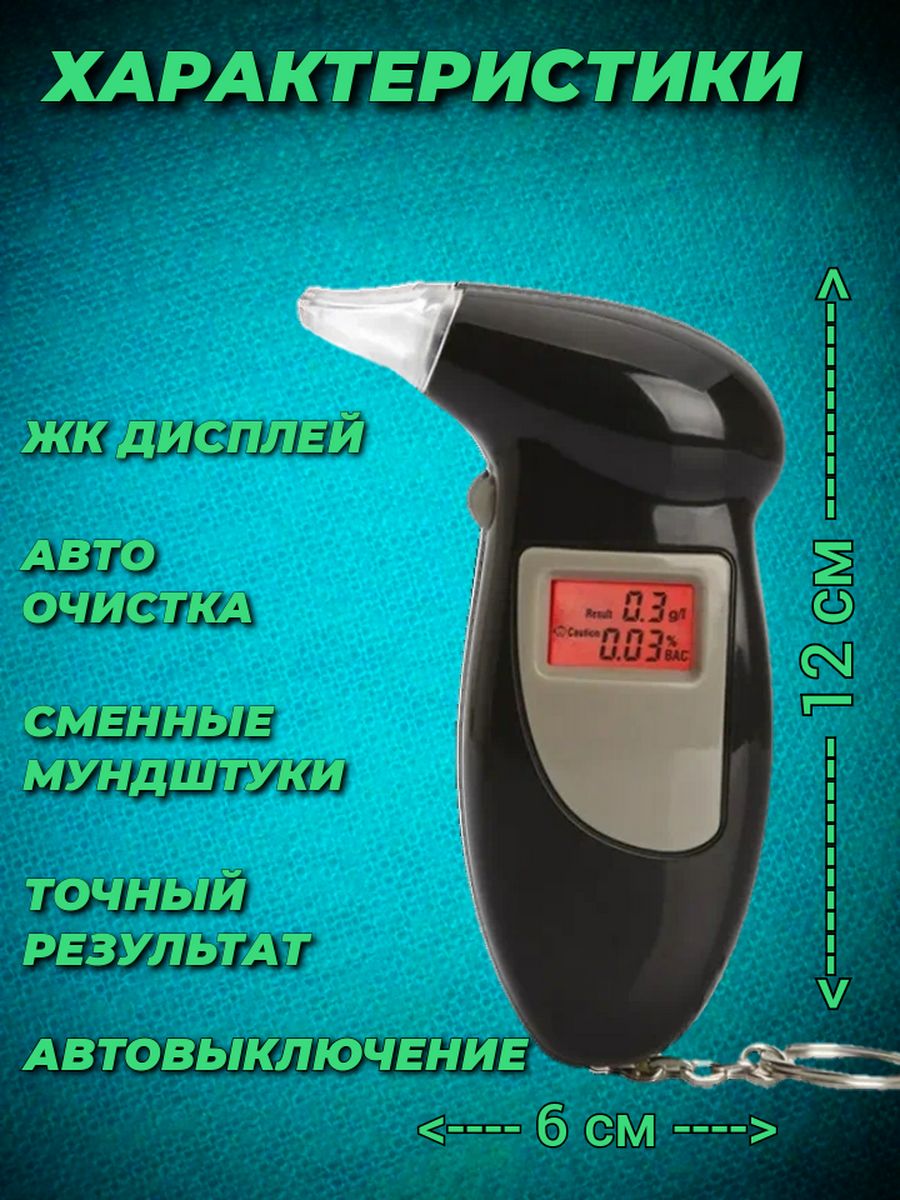 ХАРАКТЕРИСТИКИ
ЖК ДИСПЛЕЙ
АВТО
ОЧИСТКА
СМЕННЫЕ
МУНДШТУКИ
ТОЧНЫЙ
РЕЗУЛЬТАТ
АВТОВЫКЛЮЧЕНИЕ
Result 0.3 g/l
Caution 0.03 % BAC
12 см
<---- 6 см ---->